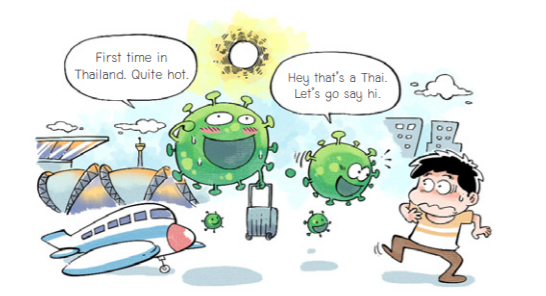 First time in
Thailand. Quite hot.
Hey that's a Thai.
Let's go say hi.